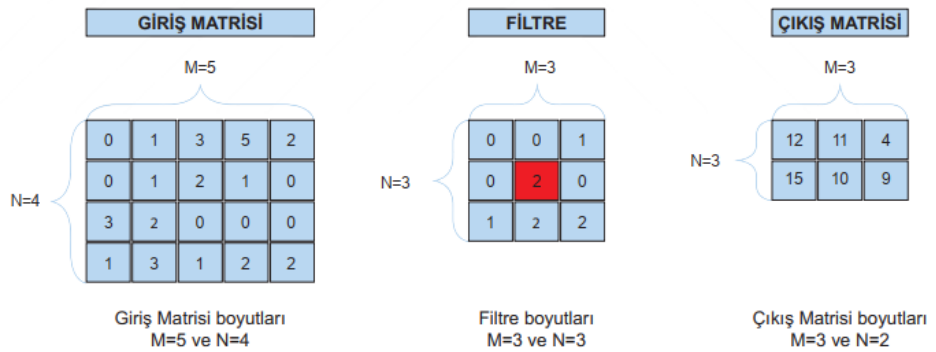 GİRİŞ MATRİSİ
FİLTRE
ÇIKIŞ MATRİSİ
M=5
M=3
M=3
N=4
0 1 3 5 2
0 1 2 1 0
3 2 0 0 0
1 3 1 2 2
N=3
0 0 1
0 2 0
1 2 2
N=3
12 11 4
15 10 9
Giriş Matrisi boyutları
M=5 ve N=4
Filtre boyutları
M=3 ve N=3
Çıkış Matrisi boyutları
M=3 ve N=2